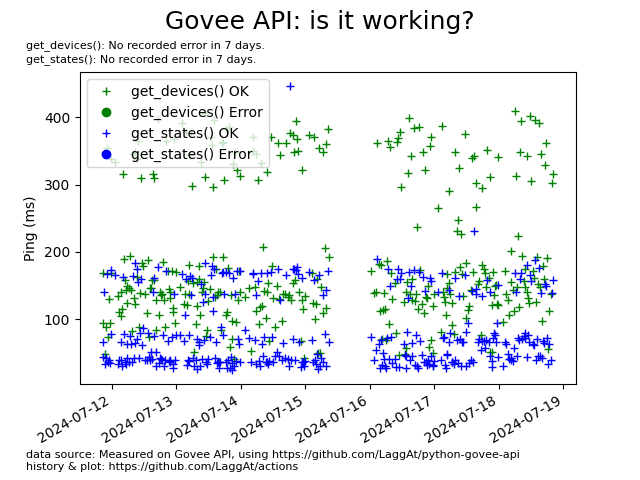 Govee API: is it working?
get_devices(): No recorded error in 7 days.
get_states(): No recorded error in 7 days.
get_devices() OK
get_devices() Error
get_states() OK
get_states() Error
Ping (ms)
400
300
200
100
2024-07-12
2024-07-13
2024-07-14
2024-07-15
2024-07-16
2024-07-17
2024-07-18
2024-07-19
data source: Measured on Govee API, using https://github.com/LaggAt/python-govee-api
history & plot: https://github.com/LaggAt/actions